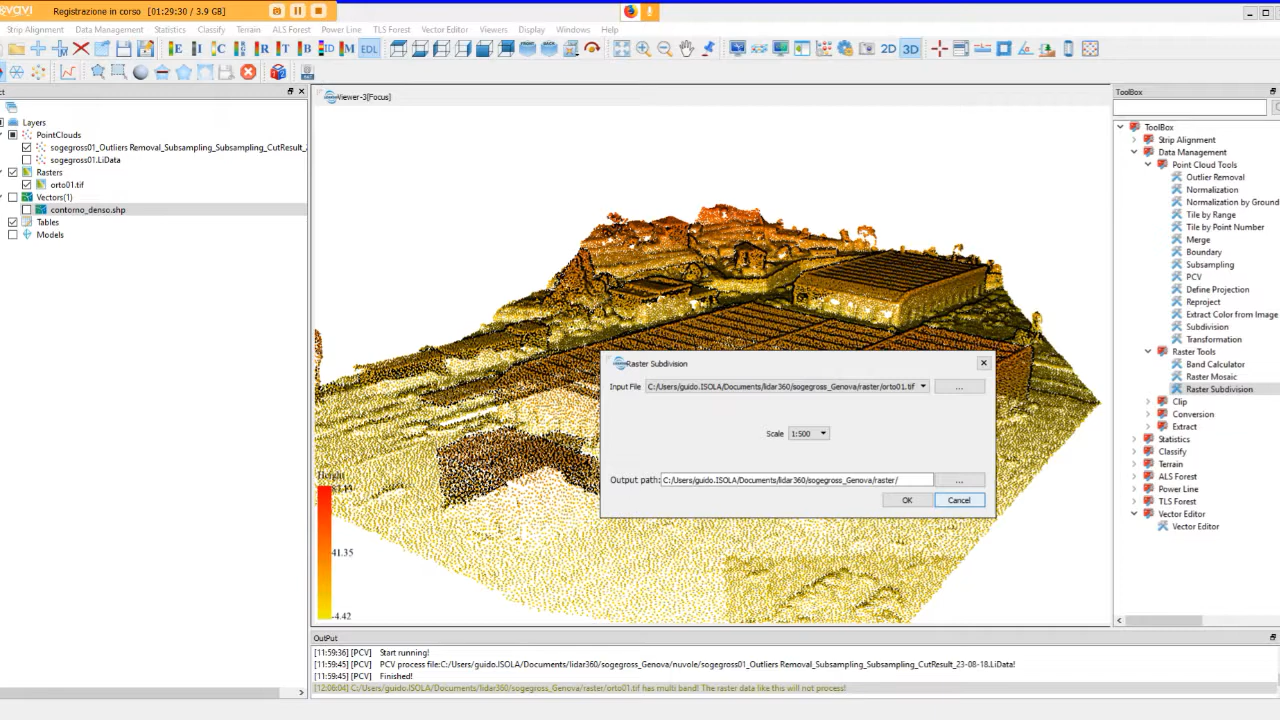 Registrazione in corso [01:29:30 / 3.9 GB]
Strip Alignment Data Management Statistics Classify Terrain ALS Forest Power Line TLS Forest Vector Editor Viewers Display Windows Help
E I C R T B ID M EDL 2D 3D
Viewer-3[Focus]
Layers
PointClouds
sogegross01_Outliers Removal_Subsampling_Subsampling_CutResult_2
sogegross01.LiData
Rasters
orto01.tif
Vectors(1)
contorno_denso.shp
Tables
Models
ToolBox
ToolBox
Strip Alignment
Data Management
Point Cloud Tools
Outlier Removal
Normalization
Normalization by Ground
Tile by Range
Tile by Point Number
Merge
Boundary
Subsampling
PCV
Define Projection
Reproject
Extract Color from Image
Subdivision
Transformation
Raster Tools
Band Calculator
Raster Mosaic
Raster Subdivision
Clip
Conversion
Extract
Statistics
Classify
Terrain
ALS Forest
Power Line
TLS Forest
Vector Editor
Vector Editor
Raster Subdivision
Input File C:/Users/guido.ISOLA/Documents/lidar360/sogegross_Genova/raster/orto01.tif ...
Scale 1:500
Output path: C:/Users/guido.ISOLA/Documents/lidar360/sogegross_Genova/raster/ ...
OK Cancel
Height
41.35
-4.42
OutPut
[11:59:36] [PCV] Start running!
[11:59:45] [PCV] PCV process file:C:/Users/guido.ISOLA/Documents/lidar360/sogegross_Genova/nuvole/sogegross01_Outliers Removal_Subsampling_Subsampling_CutResult_23-08-18.LiData!
[11:59:45] [PCV] Finished!
[12:06:04] C:/Users/guido.ISOLA/Documents/lidar360/sogegross_Genova/raster/orto01.tif has multi band! The raster data like this will not process!